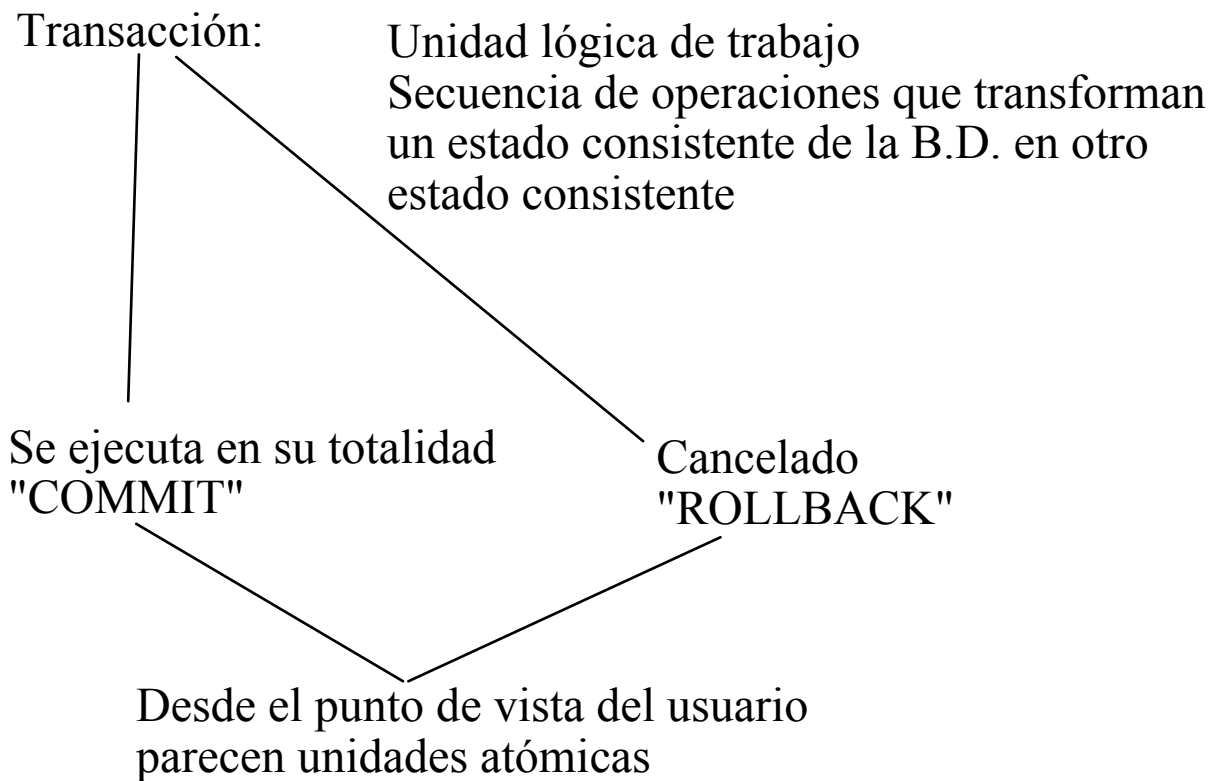 Transacción:
Unidad lógica de trabajo
Secuencia de operaciones que transforman
un estado consistente de la B.D. en otro
estado consistente
Se ejecuta en su totalidad
"COMMIT"
Cancelado
"ROLLBACK"
Desde el punto de vista del usuario
parecen unidades atómicas